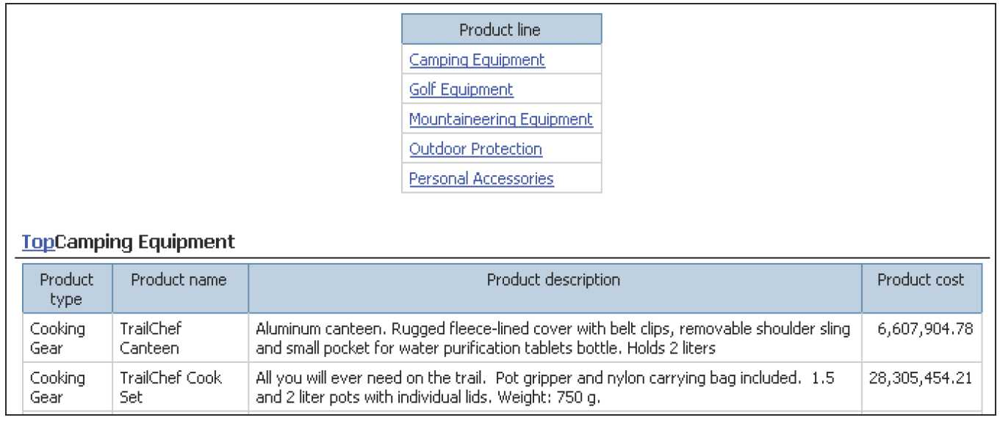 Product line
Camping Equipment
Golf Equipment
Mountaineering Equipment
Outdoor Protection
Personal Accessories
TopCamping Equipment
Product type
Product name
Product description
Product cost
Cooking Gear
TrailChef Canteen
Aluminum canteen. Rugged fleece-lined cover with belt clips, removable shoulder sling
and small pocket for water purification tablets bottle. Holds 2 liters
6,607,904.78
Cooking Gear
TrailChef Cook Set
All you will ever need on the trail.  Pot gripper and nylon carrying bag included.  1.5
and 2 liter pots with individual lids. Weight: 750 g.
28,305,454.21